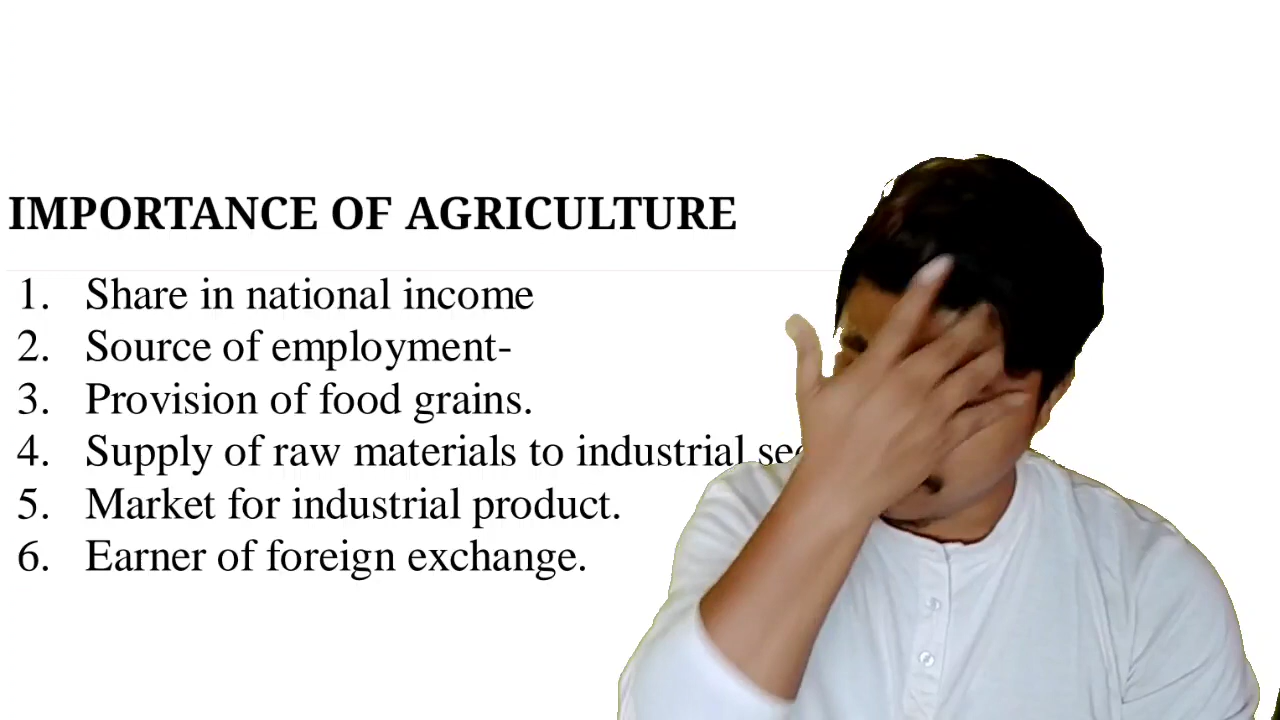 IMPORTANCE OF AGRICULTURE
1. Share in national income
2. Source of employment-
3. Provision of food grains.
4. Supply of raw materials to industrial
5. Market for industrial product.
6. Earner of foreign exchange.